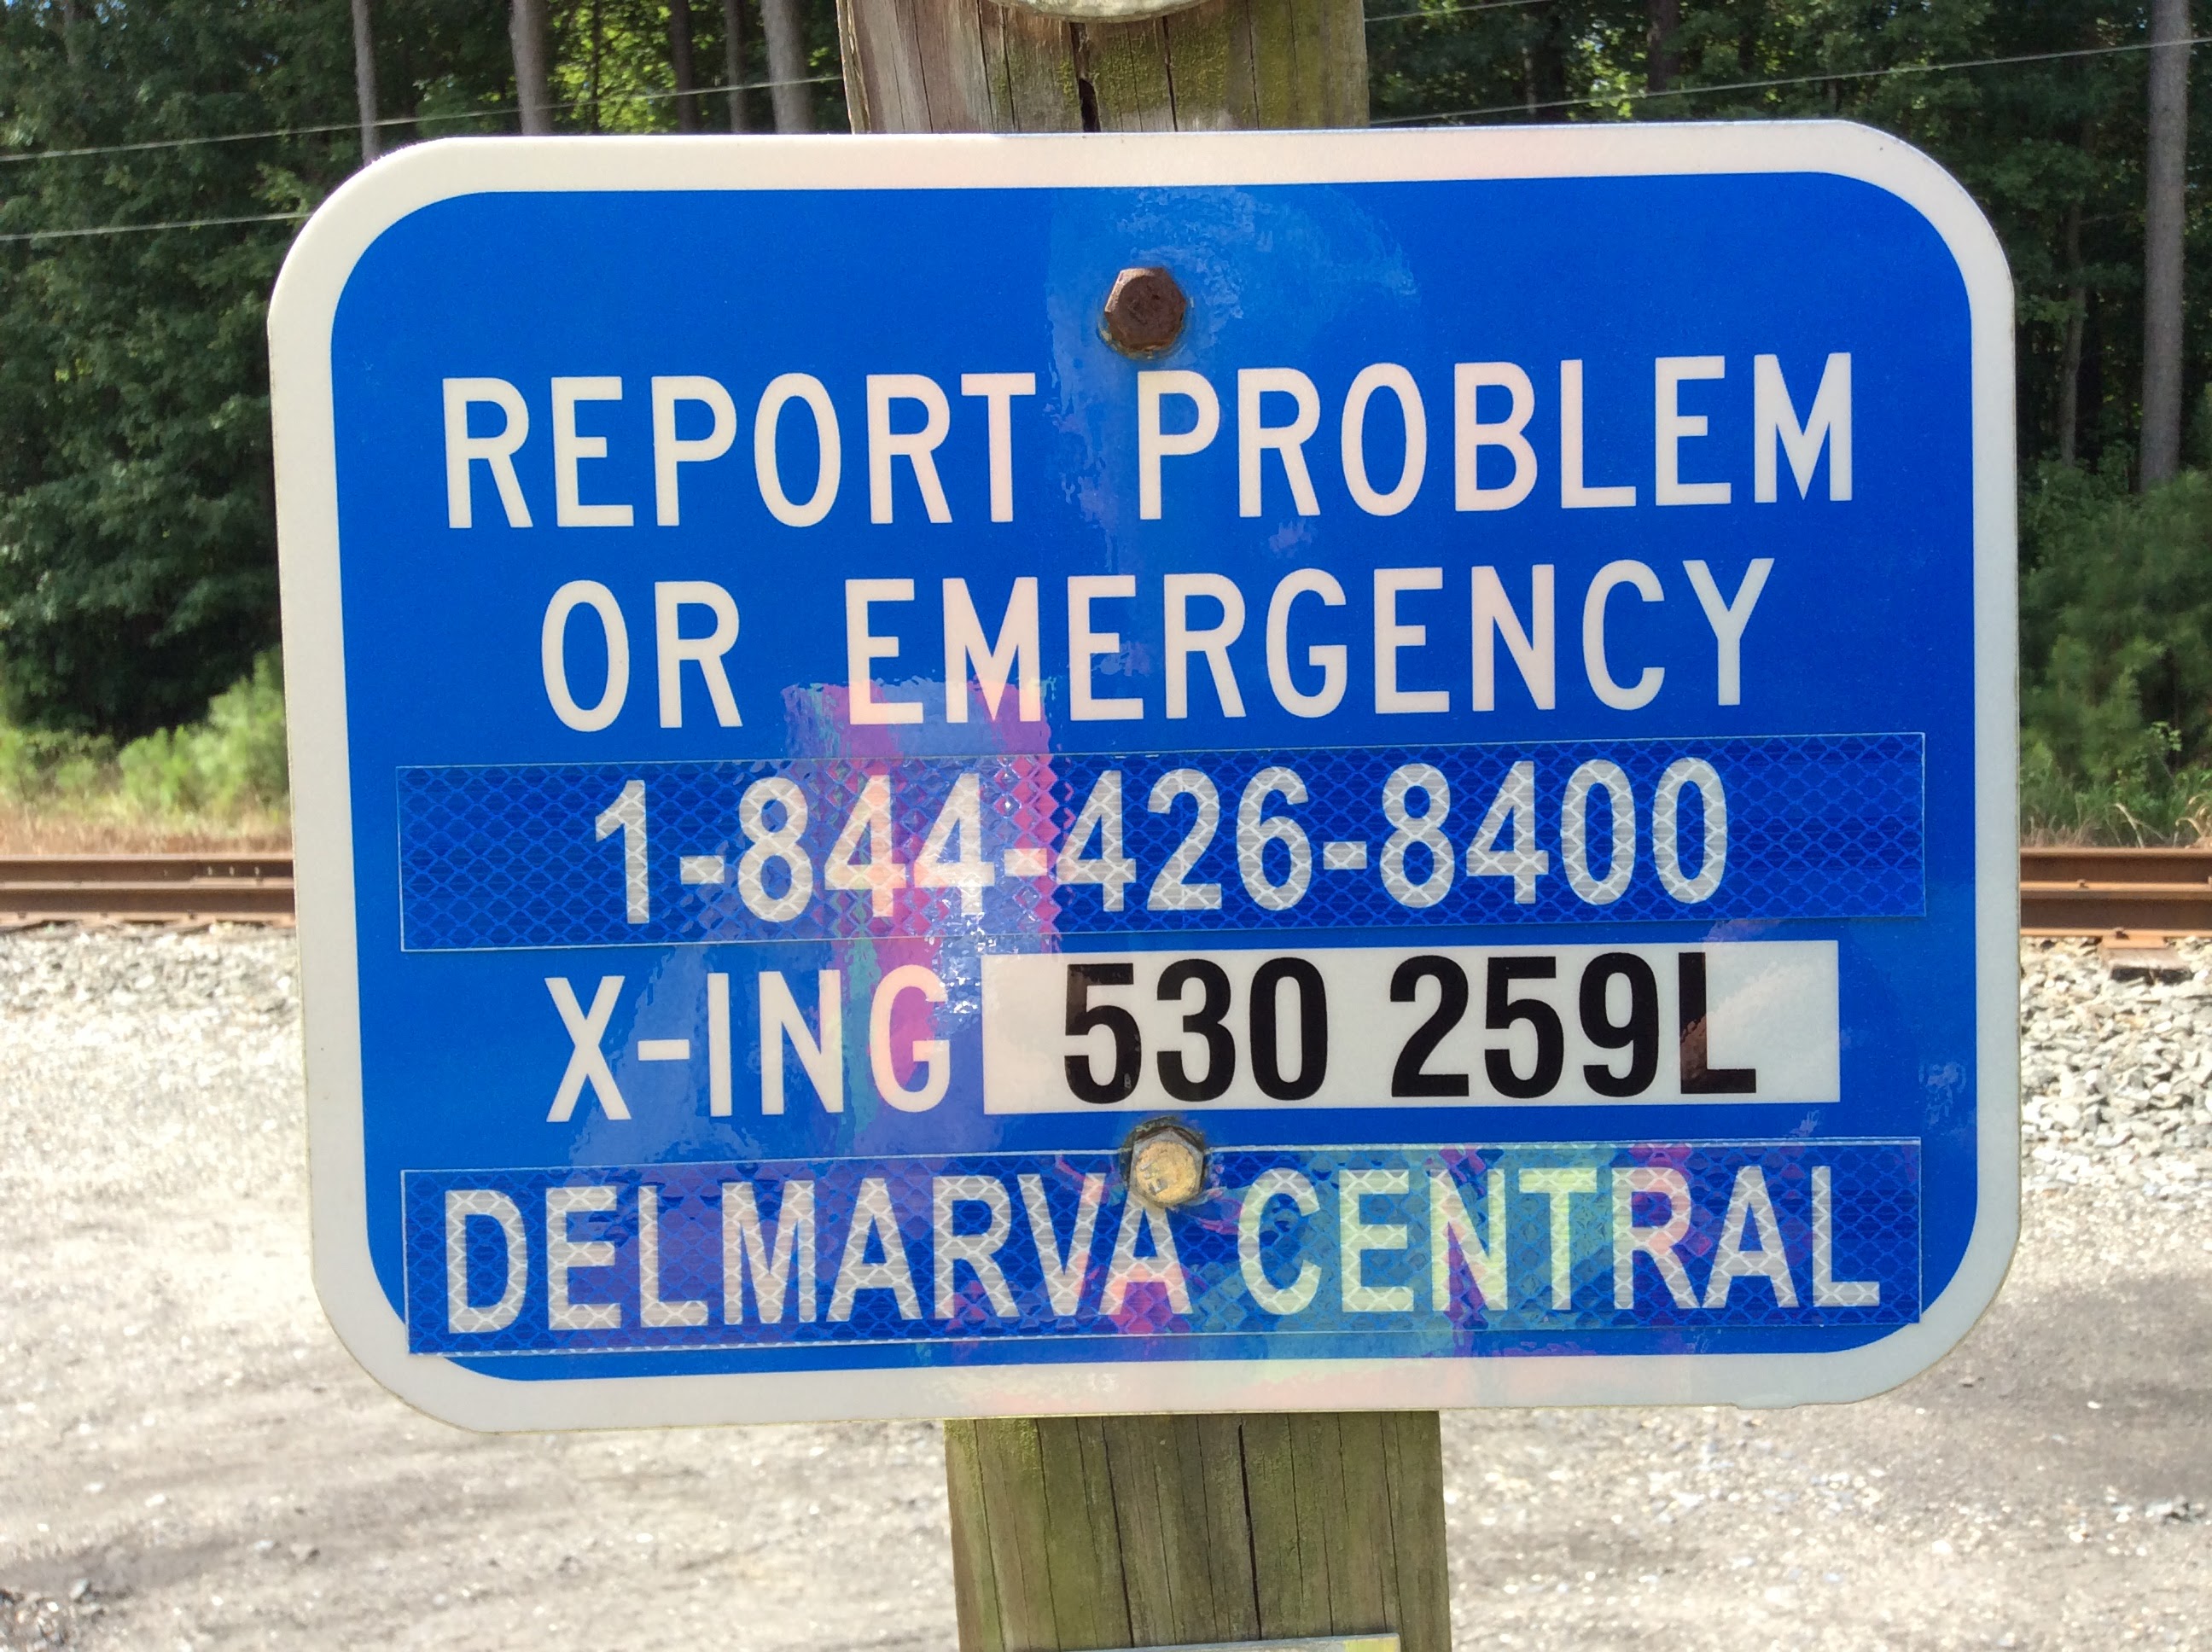 REPORT PROBLEM
OR EMERGENCY
1-844-426-8400
X-ING 530 259L
DELMARVA CENTRAL